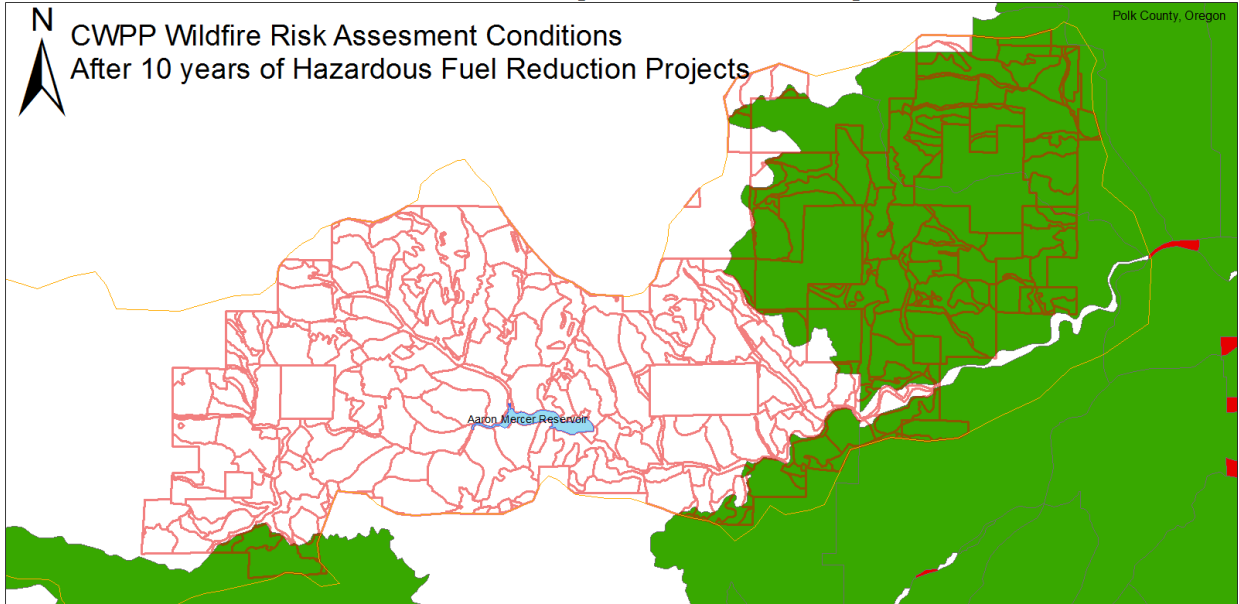 N
CWPP Wildfire Risk Assesment Conditions
After 10 years of Hazardous Fuel Reduction Projects
Polk County, Oregon
Aaron Mercer Reservoir